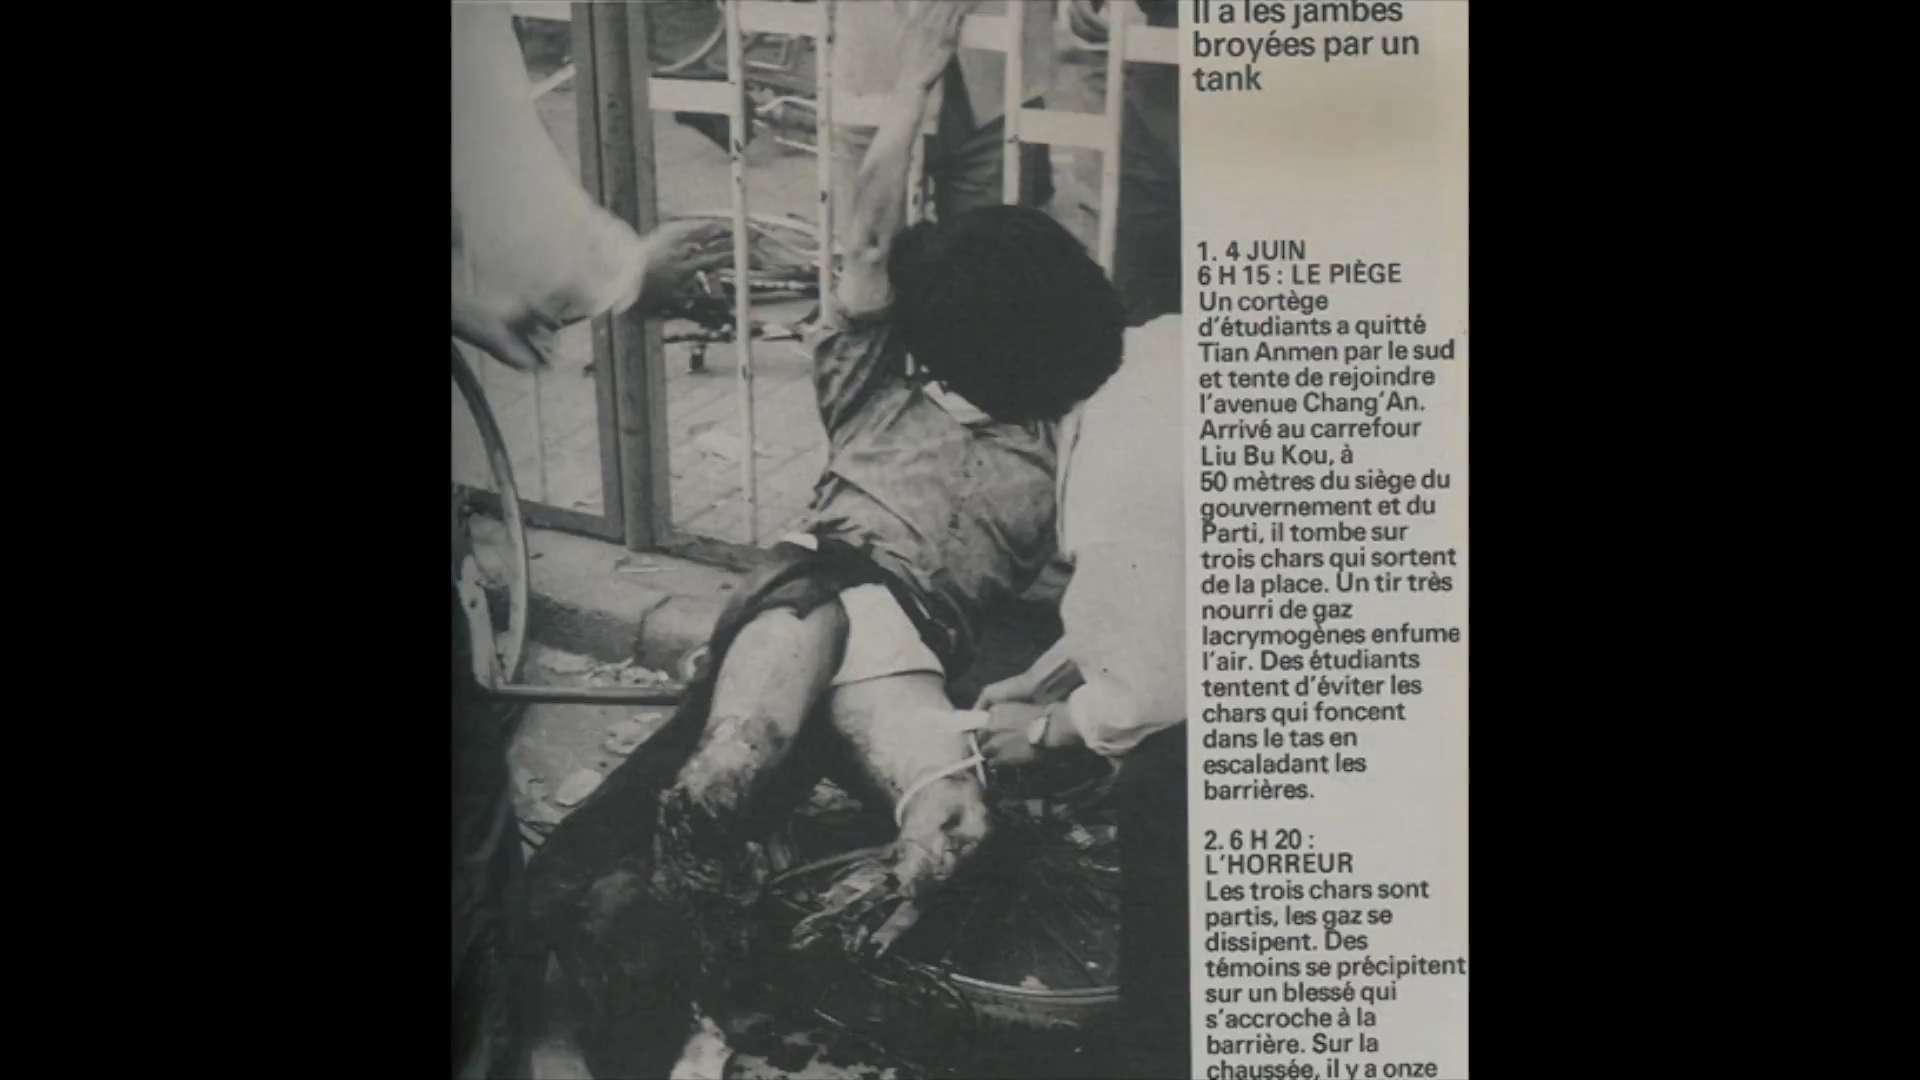 Il a les jambes
broyées par un
tank
1. 4 JUIN
6 H 15 : LE PIÈGE
Un cortège
d'étudiants a quitté
Tian Anmen par le sud
et tente de rejoindre
l'avenue Chang'An.
Arrivé au carrefour
Liu Bu Kou, à
50 mètres du siège du
gouvernement et du
Parti, il tombe sur
trois chars qui sortent
de la place. Un tir très
nourri de gaz
lacrymogènes enfume
l'air. Des étudiants
tentent d'éviter les
chars qui foncent
dans le tas en
escaladant les
barrières.
2. 6 H 20 :
L'HORREUR
Les trois chars sont
partis, les gaz se
dissipent. Des
témoins se précipitent
sur un blessé qui
s'accroche à la
barrière. Sur la
chaussée, il y a onze